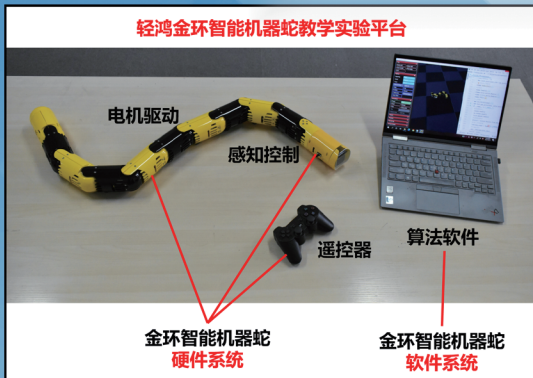 轻鸿金环智能机器蛇教学实验平台
电机驱动
感知控制
遥控器
算法软件
金环智能机器蛇
硬件系统
金环智能机器蛇
软件系统